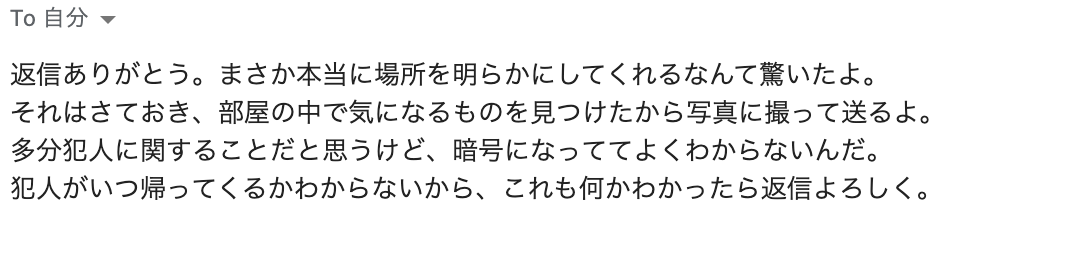 To 自分
返信ありがとう。まさか本当に場所を明らかにしてくれるなんて驚いたよ。
それはさておき、部屋の中で気になるものを見つけたから写真に撮って送るよ。
多分犯人に関することだと思うけど、暗号になっててよくわからないんだ。
犯人がいつ帰ってくるかわからないから、これも何かわかったら返信よろしく。